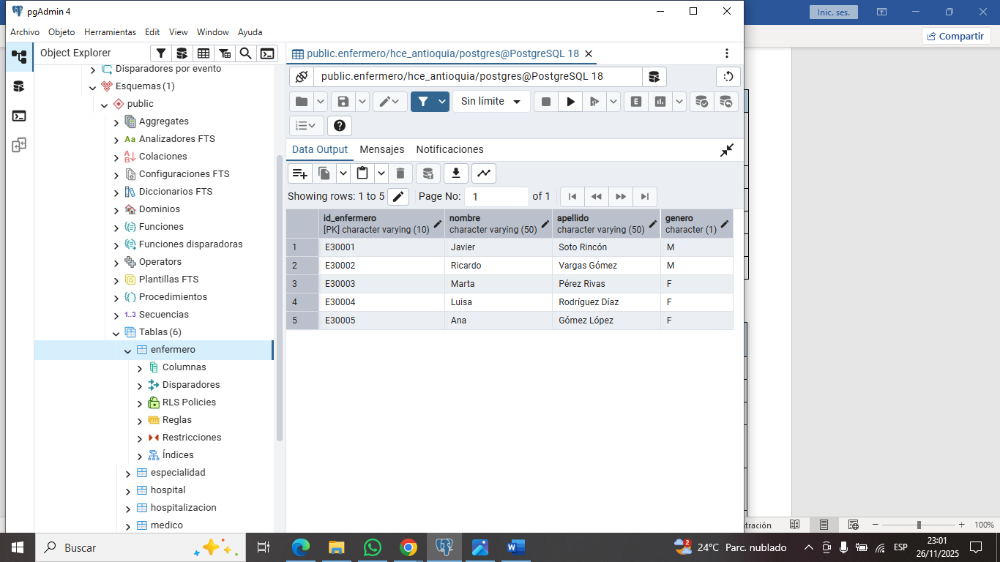 pgAdmin 4
Inic. ses.
Archivo Objeto Herramientas Edit View Window Ayuda
Compartir
Object Explorer
public.enfermero/hce_antioquia/postgres@PostgreSQL 18
Disparadores por evento
public.enfermero/hce_antioquia/postgres@PostgreSQL 18
Esquemas (1)
public
Sin límite
E
Aggregates
Aa Analizadores FTS
Colaciones
Data Output Mensajes Notificaciones
Configuraciones FTS
Diccionarios FTS
Showing rows: 1 to 5 Page No: 1 of 1
Dominios
Funciones
Funciones disparadoras
Operators
Plantillas FTS
Procedimientos
1..3 Secuencias
Tablas (6)
enfermero
Columnas
Disparadores
RLS Policies
Reglas
Restricciones
Índices
especialidad
hospital
hospitalizacion
medico
id_enfermero nombre apellido genero
[PK] character varying (10) character varying (50) character varying (50) character (1)
1 E30001 Javier Soto Rincón M
2 E30002 Ricardo Vargas Gómez M
3 E30003 Marta Pérez Rivas F
4 E30004 Luisa Rodríguez Díaz F
5 E30005 Ana Gómez López F
tración 100%
Buscar
2
24°C Parc. nublado
ESP
23:01
26/11/2025